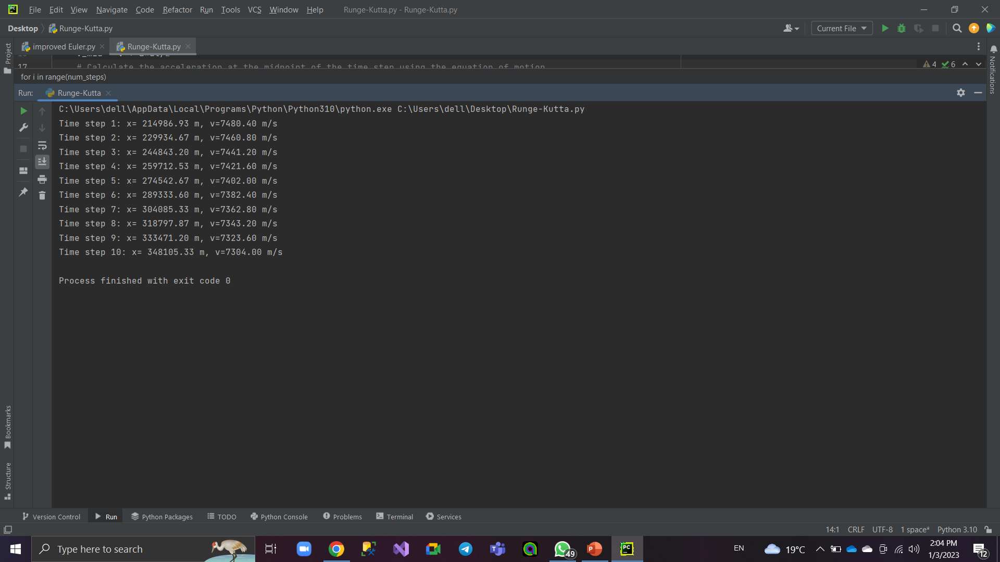 File Edit View Navigate Code Refactor Run Tools VCS Window Help Runge-Kutta.py - Runge-Kutta.py
Desktop Runge-Kutta.py Current File
improved Euler.py Runge-Kutta.py
17 # Calculate the acceleration at the midpoint of the time step using the equation of motion
4 6
for i in range(num_steps)
Run: Runge-Kutta
C:\Users\dell\AppData\Local\Programs\Python\Python310\python.exe C:\Users\dell\Desktop\Runge-Kutta.py
Time step 1: x= 214986.93 m, v=7480.40 m/s
Time step 2: x= 229934.67 m, v=7460.80 m/s
Time step 3: x= 244843.20 m, v=7441.20 m/s
Time step 4: x= 259712.53 m, v=7421.60 m/s
Time step 5: x= 274542.67 m, v=7402.00 m/s
Time step 6: x= 289333.60 m, v=7382.40 m/s
Time step 7: x= 304085.33 m, v=7362.80 m/s
Time step 8: x= 318797.87 m, v=7343.20 m/s
Time step 9: x= 333471.20 m, v=7323.60 m/s
Time step 10: x= 348105.33 m, v=7304.00 m/s
Process finished with exit code 0
Project
Bookmarks
Structure
Notifications
Version Control Run Python Packages TODO Python Console Problems Terminal Services
14:1 CRLF UTF-8 1 space* Python 3.10
Type here to search
49
EN 19°C
2:04 PM
1/3/2023
12